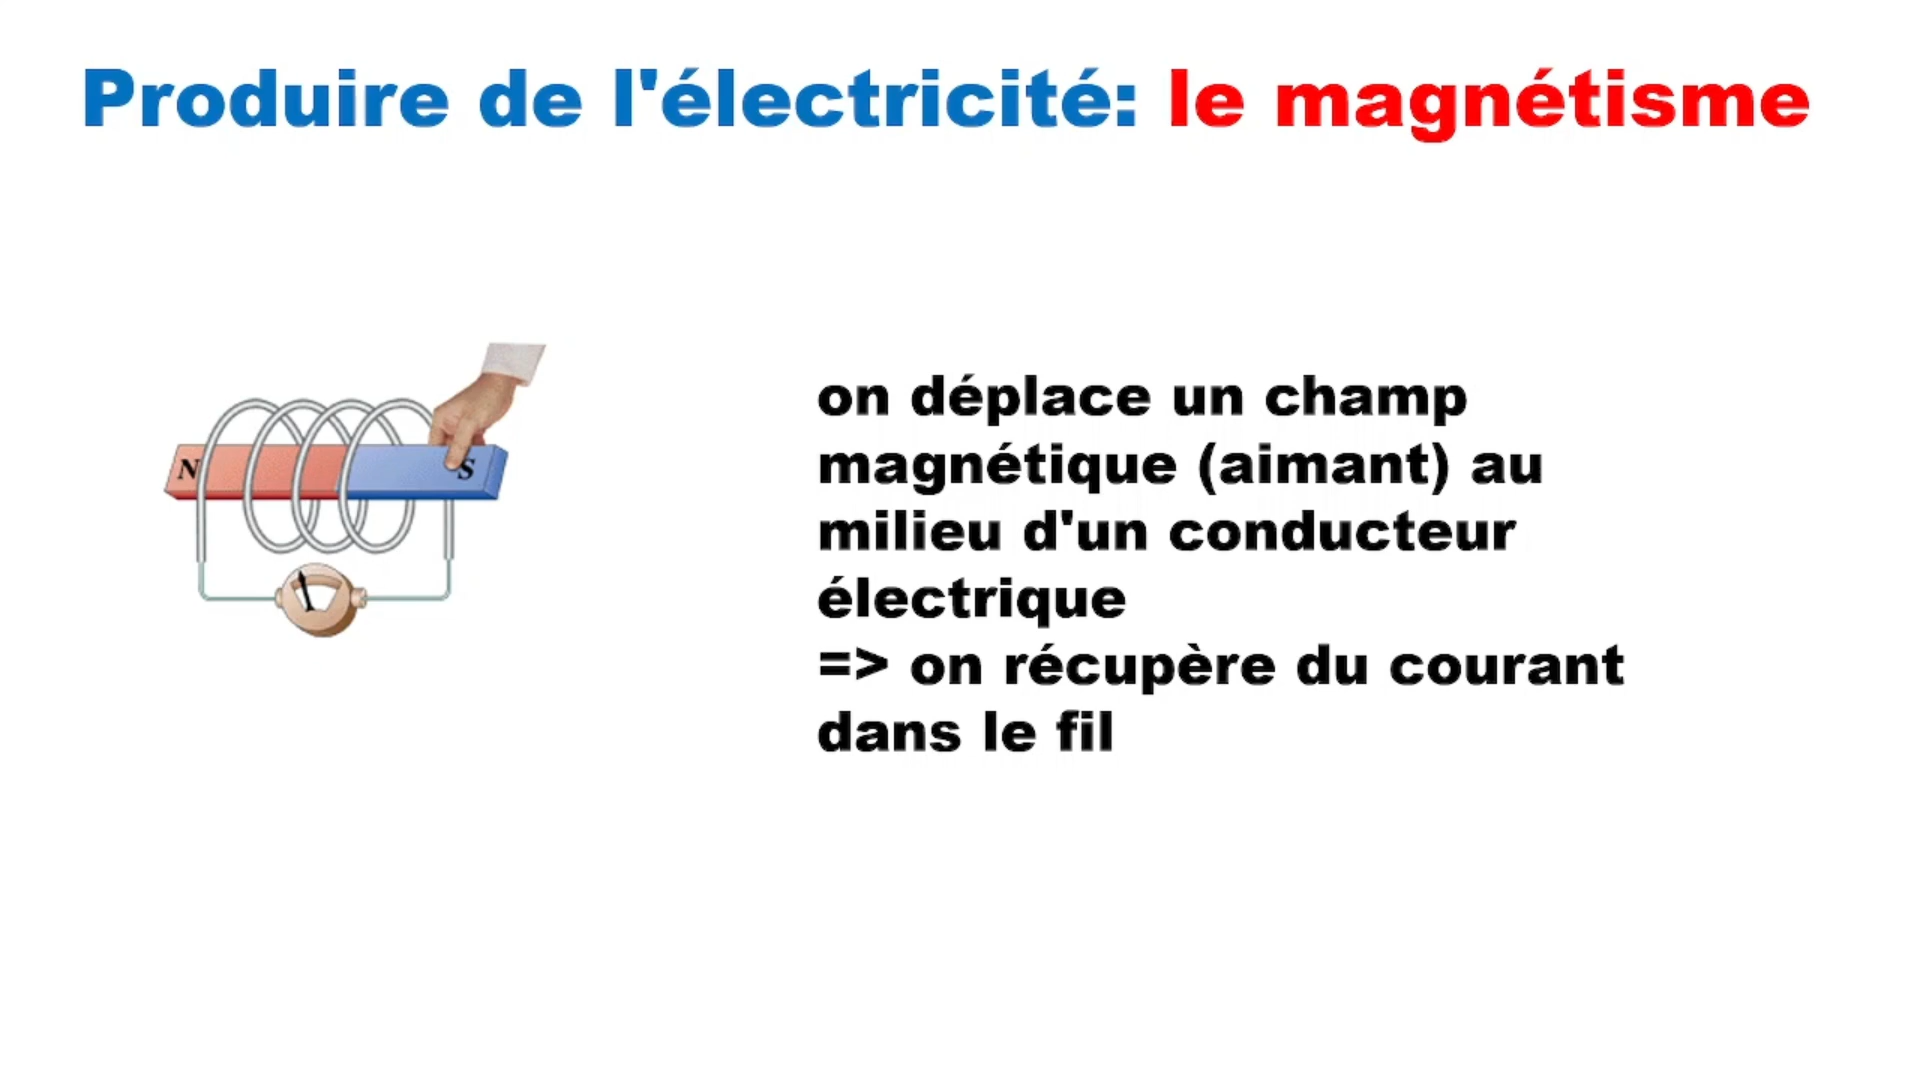 Produire de l'électricité: le magnétisme
N
S
on déplace un champ
magnétique (aimant) au
milieu d'un conducteur
électrique
=> on récupère du courant
dans le fil